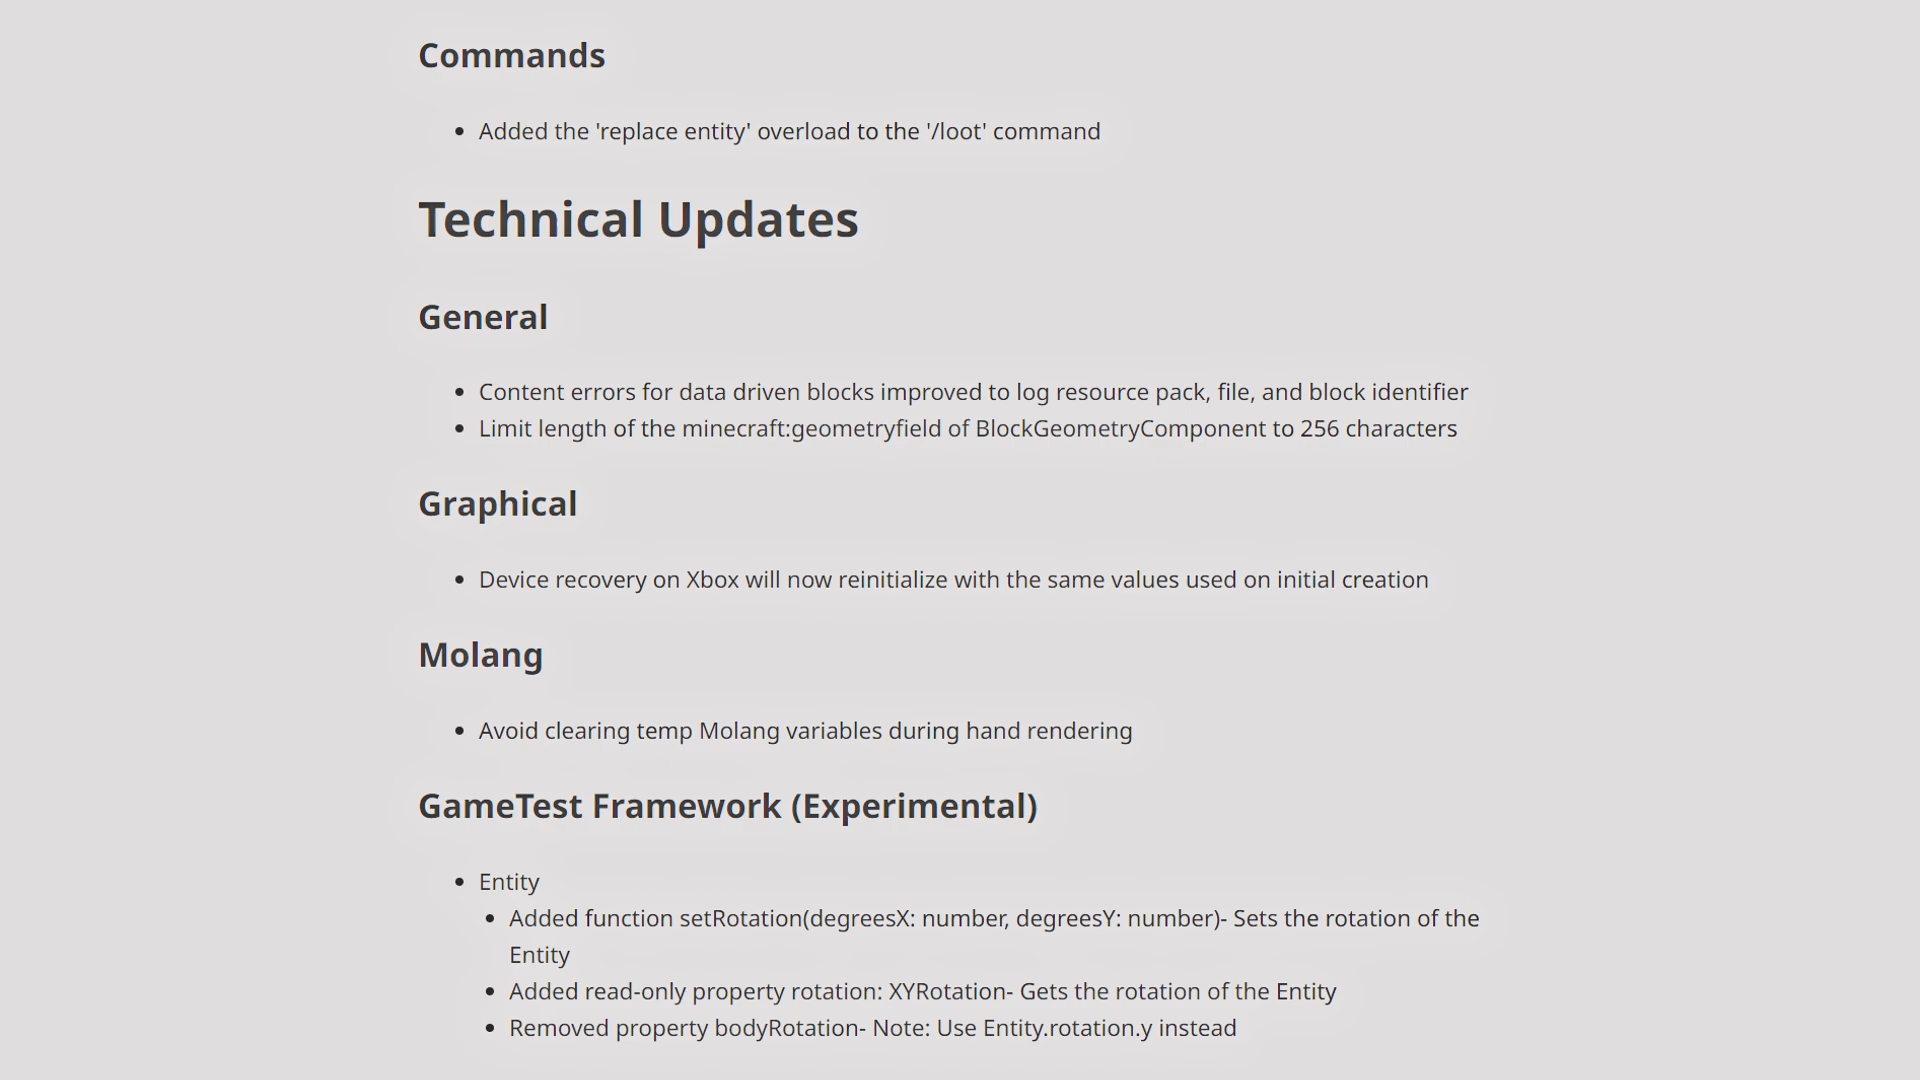 Commands
• Added the 'replace entity' overload to the '/loot' command
Technical Updates
General
• Content errors for data driven blocks improved to log resource pack, file, and block identifier
• Limit length of the minecraft:geometryfield of BlockGeometryComponent to 256 characters
Graphical
• Device recovery on Xbox will now reinitialize with the same values used on initial creation
Molang
• Avoid clearing temp Molang variables during hand rendering
GameTest Framework (Experimental)
• Entity
• Added function setRotation(degreesX: number, degreesY: number)- Sets the rotation of the
Entity
• Added read-only property rotation: XYRotation- Gets the rotation of the Entity
• Removed property bodyRotation- Note: Use Entity.rotation.y instead